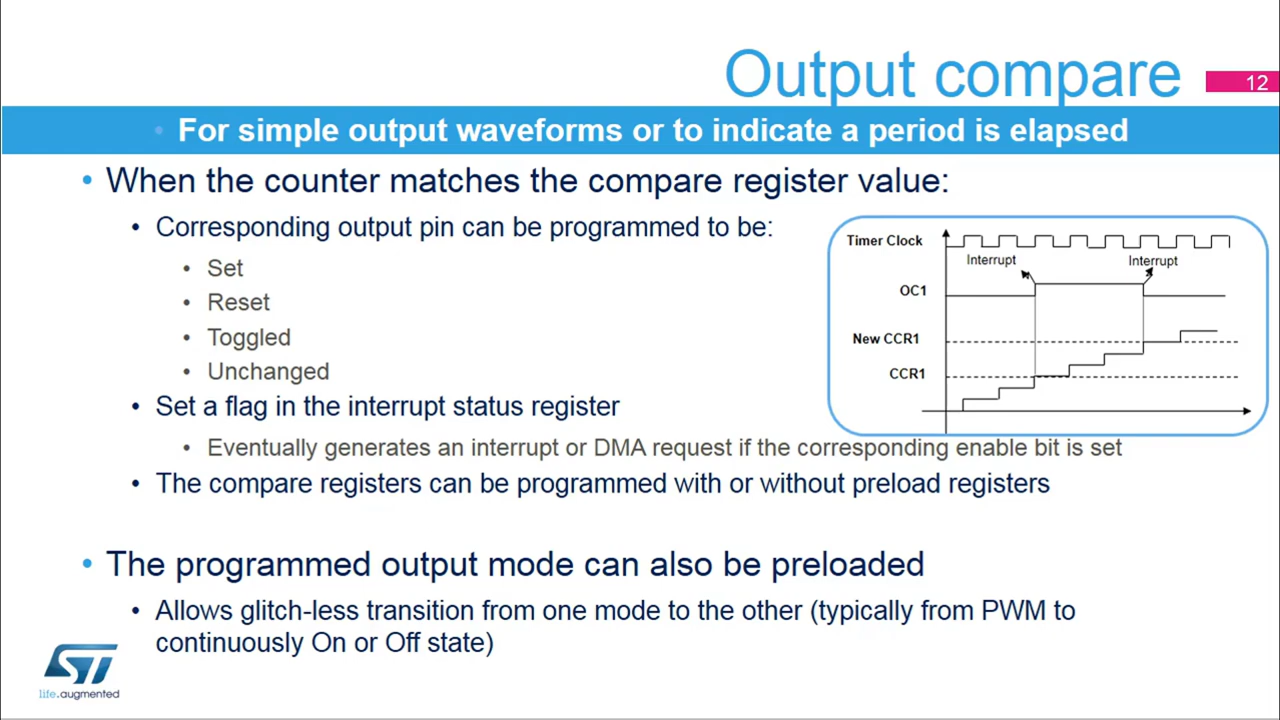 Output compare
12
• For simple output waveforms or to indicate a period is elapsed
• When the counter matches the compare register value:
• Corresponding output pin can be programmed to be:
• Set
• Reset
• Toggled
• Unchanged
• Set a flag in the interrupt status register
• Eventually generates an interrupt or DMA request if the corresponding enable bit is set
• The compare registers can be programmed with or without preload registers
Timer Clock
Interrupt
Interrupt
OC1
New CCR1
CCR1
• The programmed output mode can also be preloaded
• Allows glitch-less transition from one mode to the other (typically from PWM to
continuously On or Off state)
ST
life.augmented